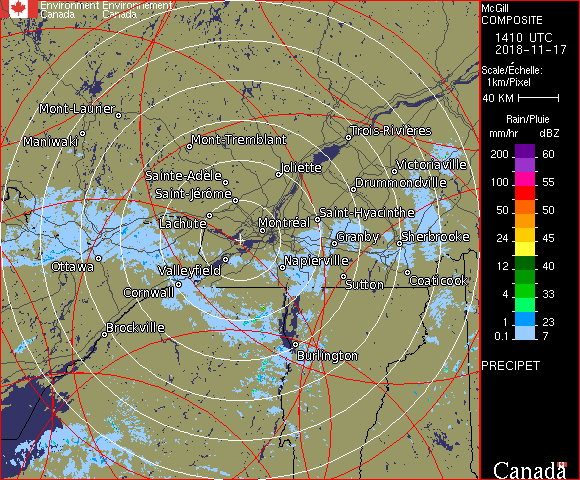 Environment Environnement
Canada Canada
McGill
COMPOSITE
1410 UTC
2018-11-17
Scale/Échelle:
1km/Pixel
40 KM
Rain/Pluie
mm/hr dBZ
200 60
100 55
50 50
24 45
12 40
4 33
1 23
0.1 7
PRECIPET
Canada
Mont-Laurier
Maniwaki
Mont-Tremblant
Trois-Rivières
Sainte-Adèle
Joliette
Victoriaville
Saint-Jérôme
Drummondville
Lachute
Montréal
Saint-Hyacinthe
Granby
Sherbrooke
Ottawa
Valleyfield
Napierville
Cornwall
Sutton
Coaticook
Brockville
Burlington